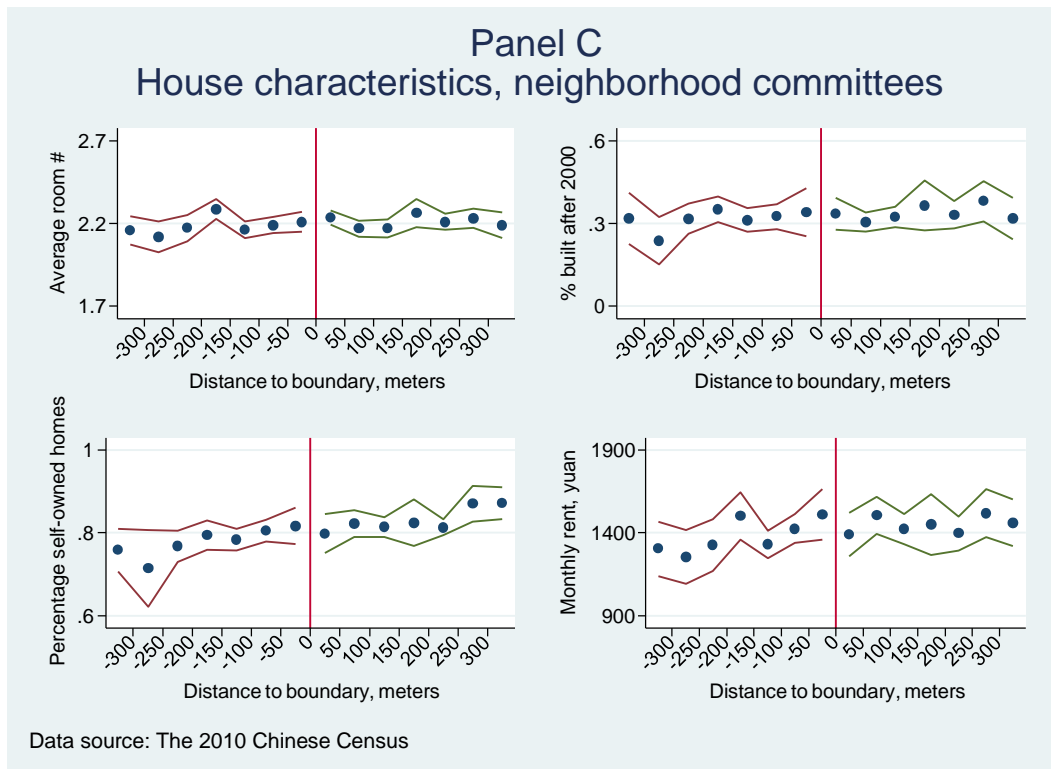 Panel C
House characteristics, neighborhood committees
Average room #
2.7
2.2
1.7
-300 -250 -200 -150 -100 -50 0 50 100 150 200 250 300
Distance to boundary, meters
% built after 2000
.6
.3
0
-300 -250 -200 -150 -100 -50 0 50 100 150 200 250 300
Distance to boundary, meters
Percentage self-owned homes
1
.8
.6
-300 -250 -200 -150 -100 -50 0 50 100 150 200 250 300
Distance to boundary, meters
Monthly rent, yuan
1900
1400
900
-300 -250 -200 -150 -100 -50 0 50 100 150 200 250 300
Distance to boundary, meters
Data source: The 2010 Chinese Census